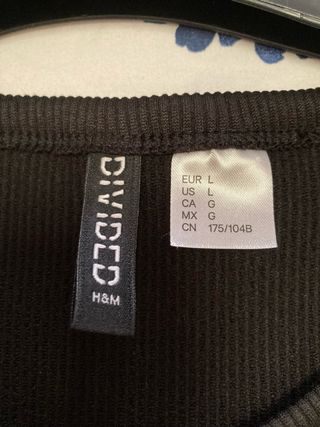 DIVIDED
H&M
EUR L
US L
CA G
MX G
CN 175/104B